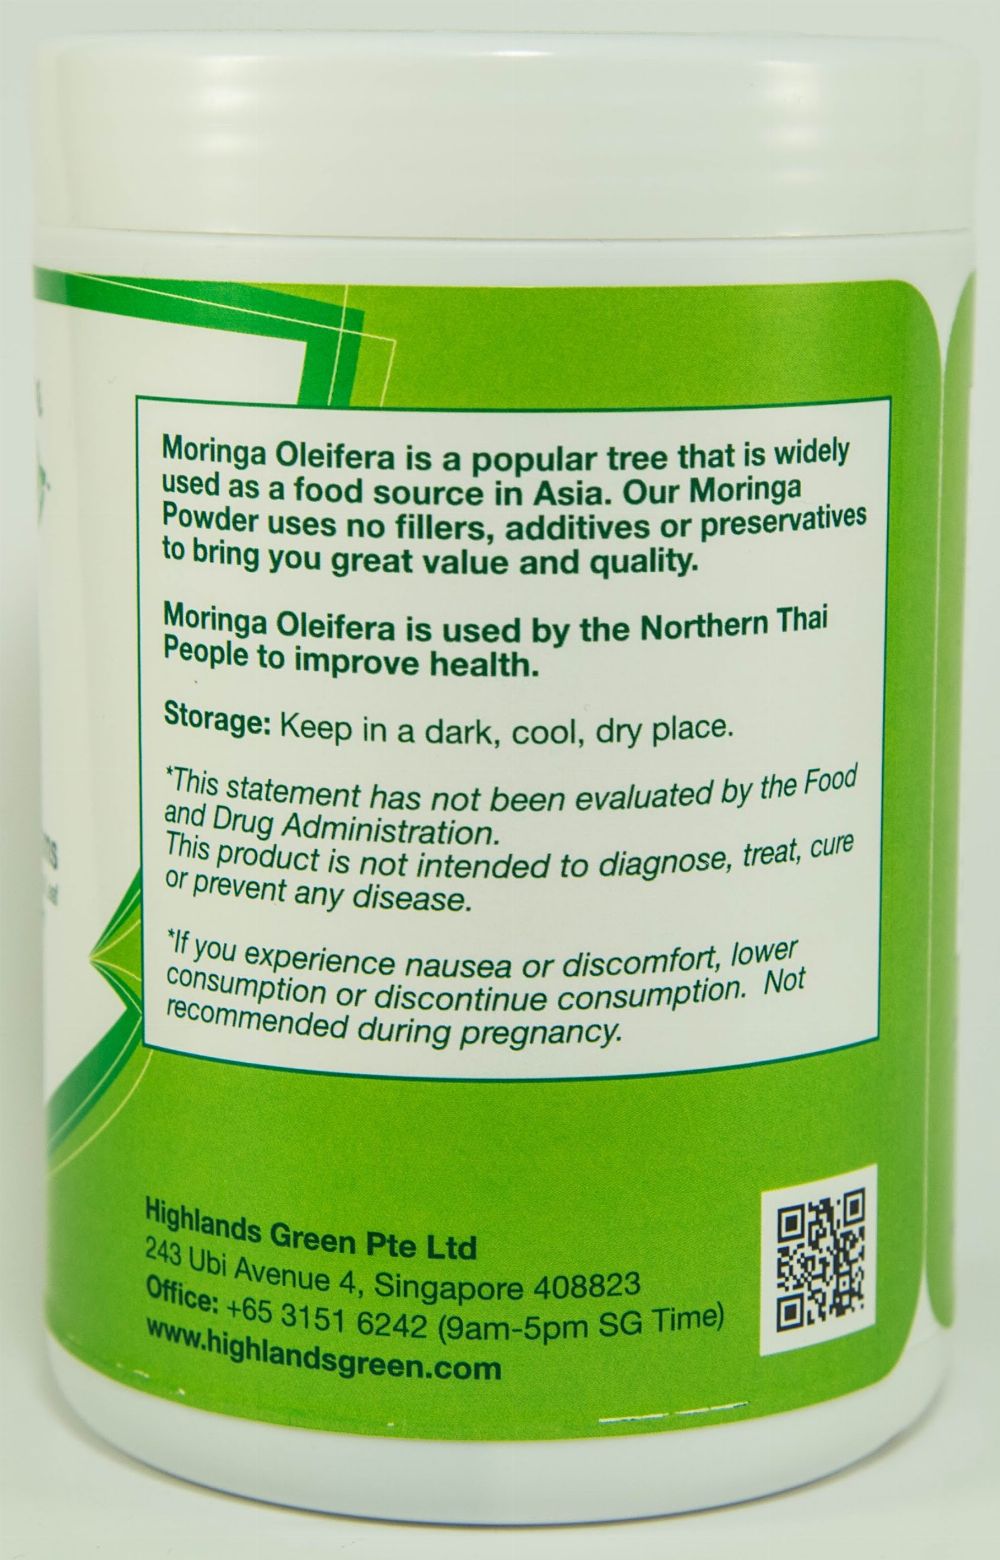 Moringa Oleifera is a popular tree that is widely
used as a food source in Asia. Our Moringa
Powder uses no fillers, additives or preservatives
to bring you great value and quality.
Moringa Oleifera is used by the Northern Thai
People to improve health.
Storage: Keep in a dark, cool, dry place.
*This statement has not been evaluated by the Food
and Drug Administration.
This product is not intended to diagnose, treat, cure
or prevent any disease.
*If you experience nausea or discomfort, lower
consumption or discontinue consumption. Not
recommended during pregnancy.
Highlands Green Pte Ltd
243 Ubi Avenue 4, Singapore 408823
Office: +65 3151 6242 (9am-5pm SG Time)
www.highlandsgreen.com